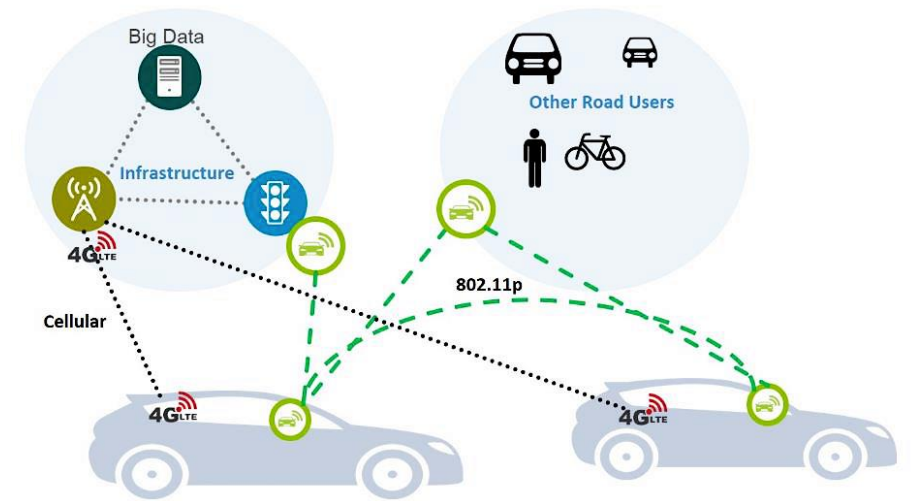 Big Data
Other Road Users
Infrastructure
4G LTE
802.11p
Cellular
4G LTE
4G LTE